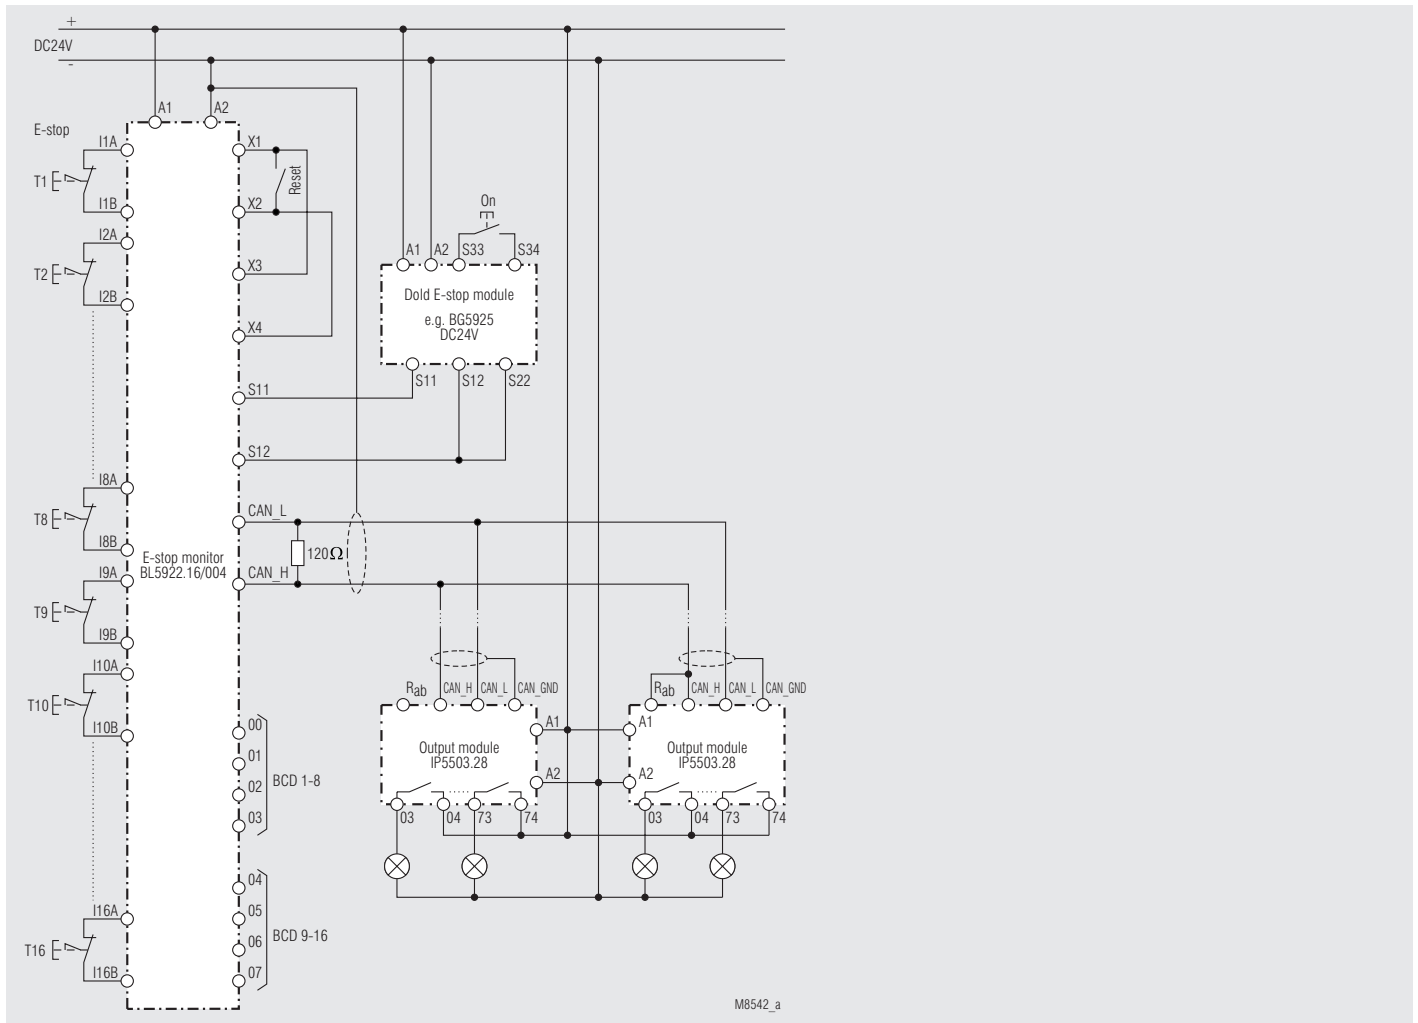 +
DC24V
-
A1 A2
E-stop
I1A X1
T1
Reset
I1B X2
I2A
T2 X3
I2B
X4
S11
S12
On
A1 A2 S33 S34
Dold E-stop module
e.g. BG5925
DC24V
S11 S12 S22
I8A
CAN_L
T8
I8B
E-stop monitor
BL5922.16/004
120Ω
I9A CAN_H
T9
I9B
I10A
T10
I10B
00
01
BCD 1-8
02
03
04
05
BCD 9-16
06
07
I16A
T16
I16B
Rab CAN_H CAN_L CAN_GND
A1
Output module
IP5503.28
A2
03 04 73 74
Rab CAN_H CAN_L CAN_GND
A1
Output module
IP5503.28
A2
03 04 73 74
M8542_a